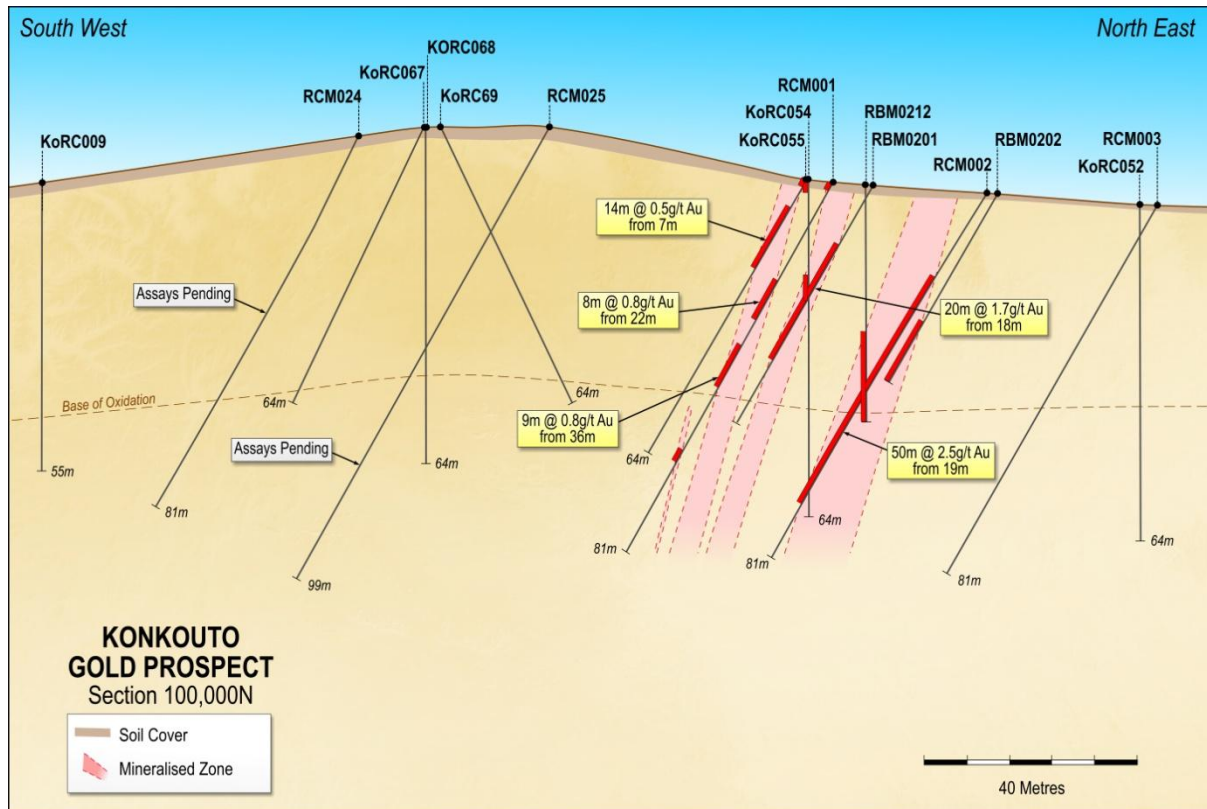 South West
North East
KORC068
KoRC067
KoRC69
RCM024
RCM025
KoRC009
RCM001
KoRC054
KoRC055
RBM0212
RBM0201
RBM0202
RCM002
RCM003
KoRC052
14m @ 0.5g/t Au
from 7m
8m @ 0.8g/t Au
from 22m
9m @ 0.8g/t Au
from 36m
20m @ 1.7g/t Au
from 18m
50m @ 2.5g/t Au
from 19m
Assays Pending
Assays Pending
Base of Oxidation
55m
81m
64m
99m
64m
64m
64m
81m
81m
64m
81m
64m
KONKOUTO
GOLD PROSPECT
Section 100,000N
Soil Cover
Mineralised Zone
40 Metres